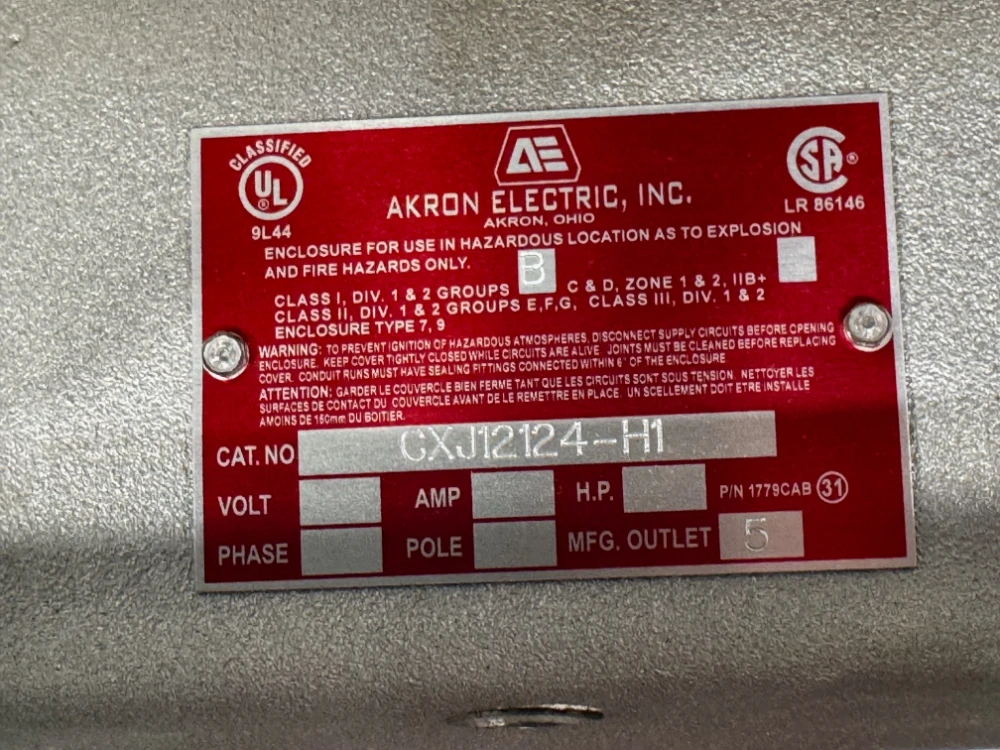 CLASSIFIED
UL
®
9L44
AE
AKRON ELECTRIC, INC.
AKRON, OHIO
SA®
LR 86146
ENCLOSURE FOR USE IN HAZARDOUS LOCATION AS TO EXPLOSION
AND FIRE HAZARDS ONLY.
CLASS I, DIV. 1 & 2 GROUPS B C & D, ZONE 1 & 2, IIB+
CLASS II, DIV. 1 & 2 GROUPS E,F,G, CLASS III, DIV. 1 & 2
ENCLOSURE TYPE 7, 9
WARNING: TO PREVENT IGNITION OF HAZARDOUS ATMOSPHERES, DISCONNECT SUPPLY CIRCUITS BEFORE OPENING
ENCLOSURE. KEEP COVER TIGHTLY CLOSED WHILE CIRCUITS ARE ALIVE JOINTS MUST BE CLEANED BEFORE REPLACING
COVER. CONDUIT RUNS MUST HAVE SEALING FITTINGS CONNECTED WITHIN 6" OF THE ENCLOSURE
ATTENTION: GARDER LE COUVERCLE BIEN FERME TANT QUE LES CIRCUITS SONT SOUS TENSION. NETTOYER LES
SURFACES DE CONTACT DU COUVERCLE AVANT DE LE REMETTRE EN PLACE. UN SCELLEMENT DOIT ETRE INSTALLE
A MOINS DE 160mm DU BOITIER.
CAT. NO CXJ12124-H1
VOLT AMP H.P. P/N 1779CAB 31
PHASE POLE MFG. OUTLET 5